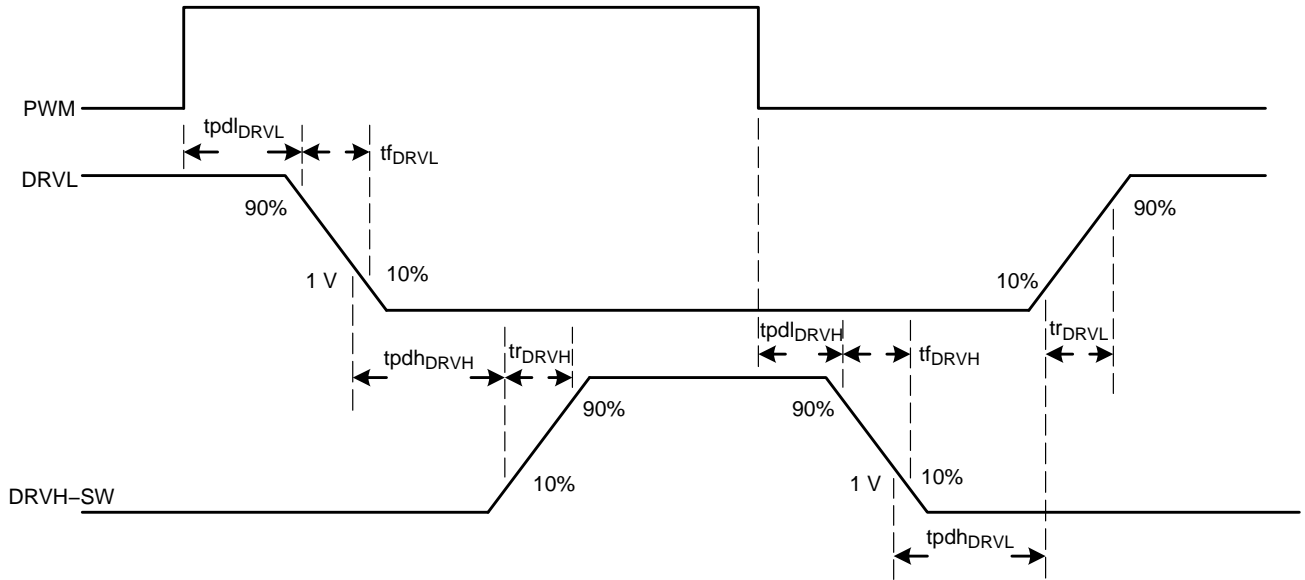 PWM
tpdlDRVL
tfDRVL
DRVL
90%
90%
1 V
10%
10%
tpdhDRVH
trDRVH
tpdlDRVH
tfDRVH
trDRVL
90%
90%
10%
1 V
10%
DRVH–SW
tpdhDRVL